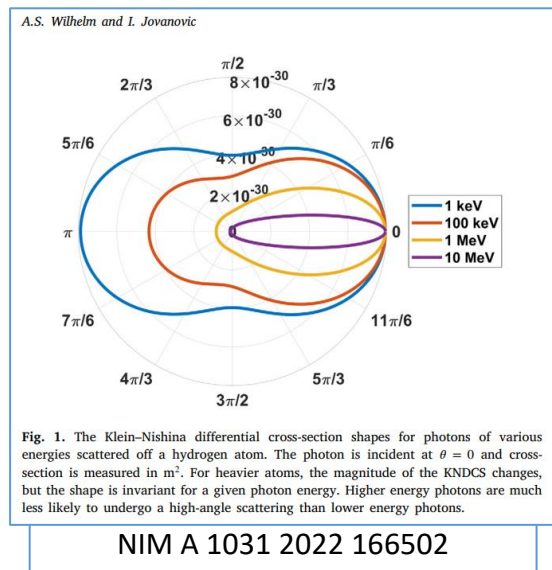 A.S. Wilhelm and I. Jovanovic
π/2
2π/3
8×10-30
π/3
6×10-30
5π/6
π/6
4×10-30
2×10-30
1 keV
100 keV
1 MeV
10 MeV
π
0
7π/6
11π/6
4π/3
5π/3
3π/2
Fig. 1. The Klein–Nishina differential cross-section shapes for photons of various
energies scattered off a hydrogen atom. The photon is incident at θ = 0 and cross-
section is measured in m². For heavier atoms, the magnitude of the KNDCS changes,
but the shape is invariant for a given photon energy. Higher energy photons are much
less likely to undergo a high-angle scattering than lower energy photons.
NIM A 1031 2022 166502